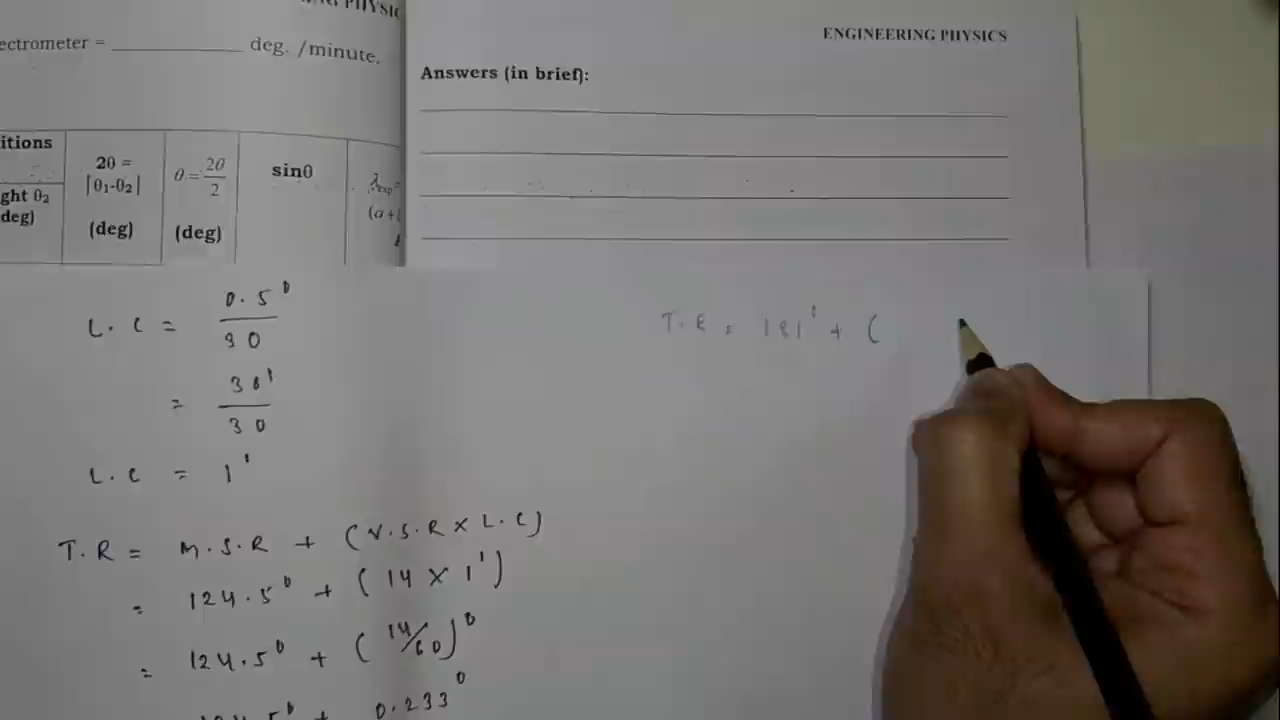 ectrometer = ____________ deg. /minute.
itions
ght θ₂
deg)
2θ =
|θ₁-θ₂|
(deg)
θ = 2θ/2
(deg)
sinθ
(a+
ENGINEERING PHYSICS
Answers (in brief):
L.C = 0.5°/30
= 30'/30
L.C = 1'
T.R = M.S.R + (V.S.R × L.C)
= 124.5° + (14 × 1')
= 124.5° + (14/60)°
0.233°
T.R = 181° + (